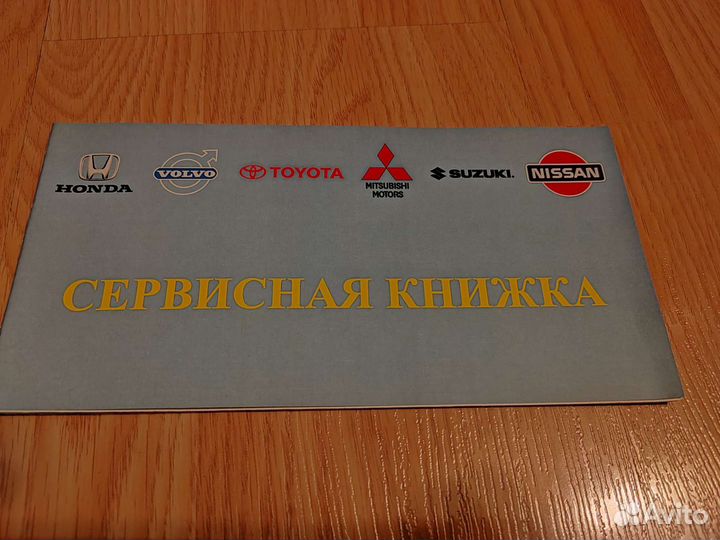 HONDA
VOLVO
TOYOTA
MITSUBISHI
MOTORS
SUZUKI.
NISSAN
СЕРВИСНАЯ КНИЖКА
Avito